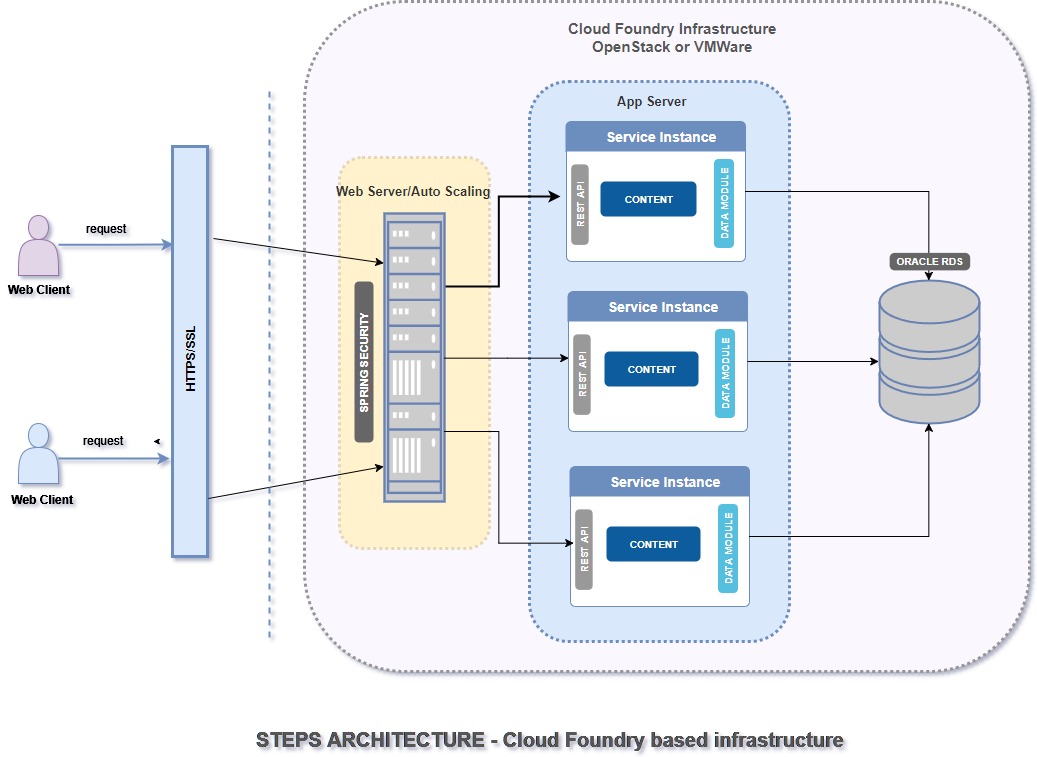 Cloud Foundry Infrastructure
OpenStack or VMWare
App Server
Service Instance
REST API
CONTENT
DATA MODULE
Web Server/Auto Scaling
request
Web Client
HTTPS/SSL
SPRING SECURITY
ORACLE RDS
Service Instance
REST API
CONTENT
DATA MODULE
request
Web Client
Service Instance
REST API
CONTENT
DATA MODULE
STEPS ARCHITECTURE - Cloud Foundry based infrastructure